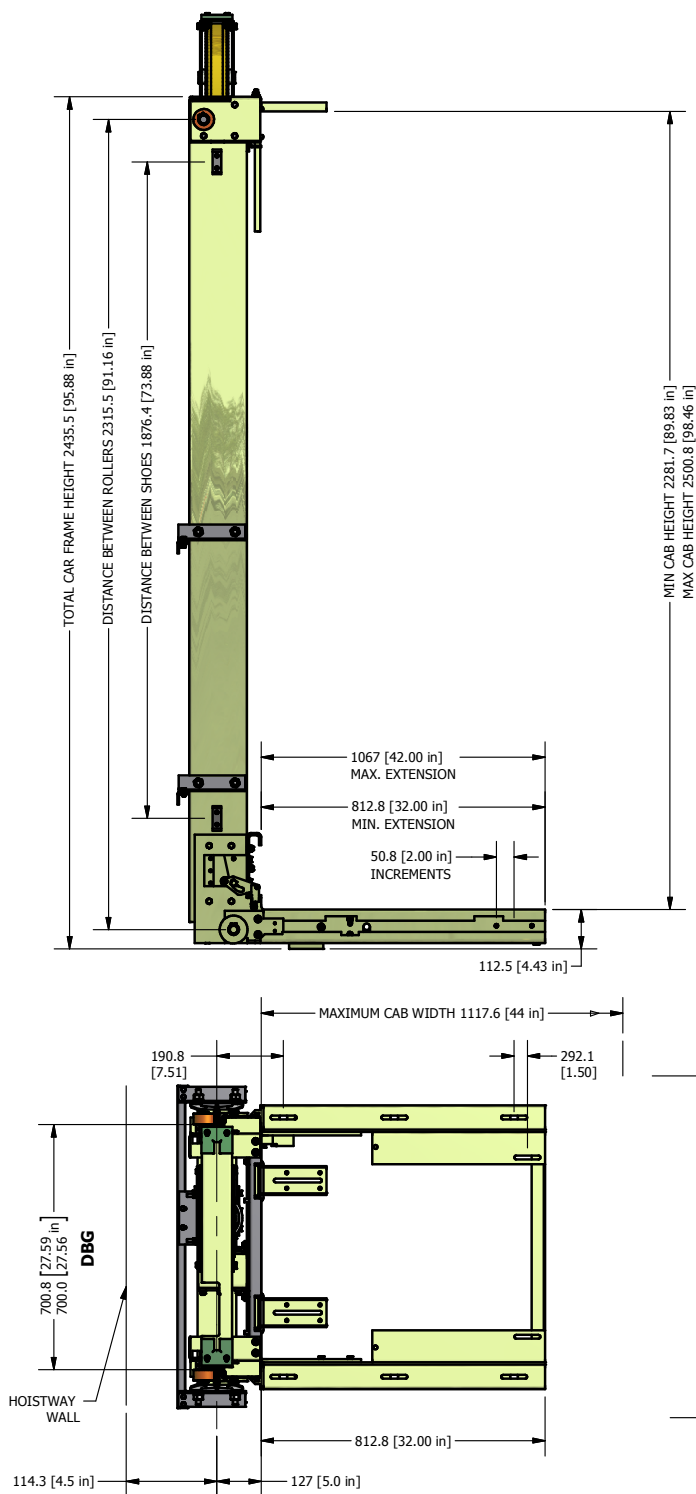 TOTAL CAR FRAME HEIGHT 2435.5 [95.88 in]
DISTANCE BETWEEN ROLLERS 2315.5 [91.16 in]
DISTANCE BETWEEN SHOES 1876.4 [73.88 in]
MIN CAB HEIGHT 2281.7 [89.83 in]
MAX CAB HEIGHT 2500.8 [98.46 in]
1067 [42.00 in]
MAX. EXTENSION
812.8 [32.00 in]
MIN. EXTENSION
50.8 [2.00 in]
INCREMENTS
112.5 [4.43 in]
MAXIMUM CAB WIDTH 1117.6 [44 in]
190.8
[7.51]
292.1
[1.50]
700.8 [27.59 in]
700.0 [27.56 in]
DBG
HOISTWAY
WALL
812.8 [32.00 in]
114.3 [4.5 in]
127 [5.0 in]